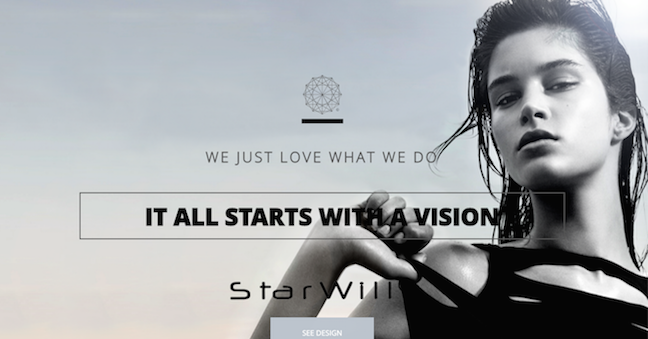 WE JUST LOVE WHAT WE DO
IT ALL STARTS WITH A VISION
StarWill
SEE DESIGN